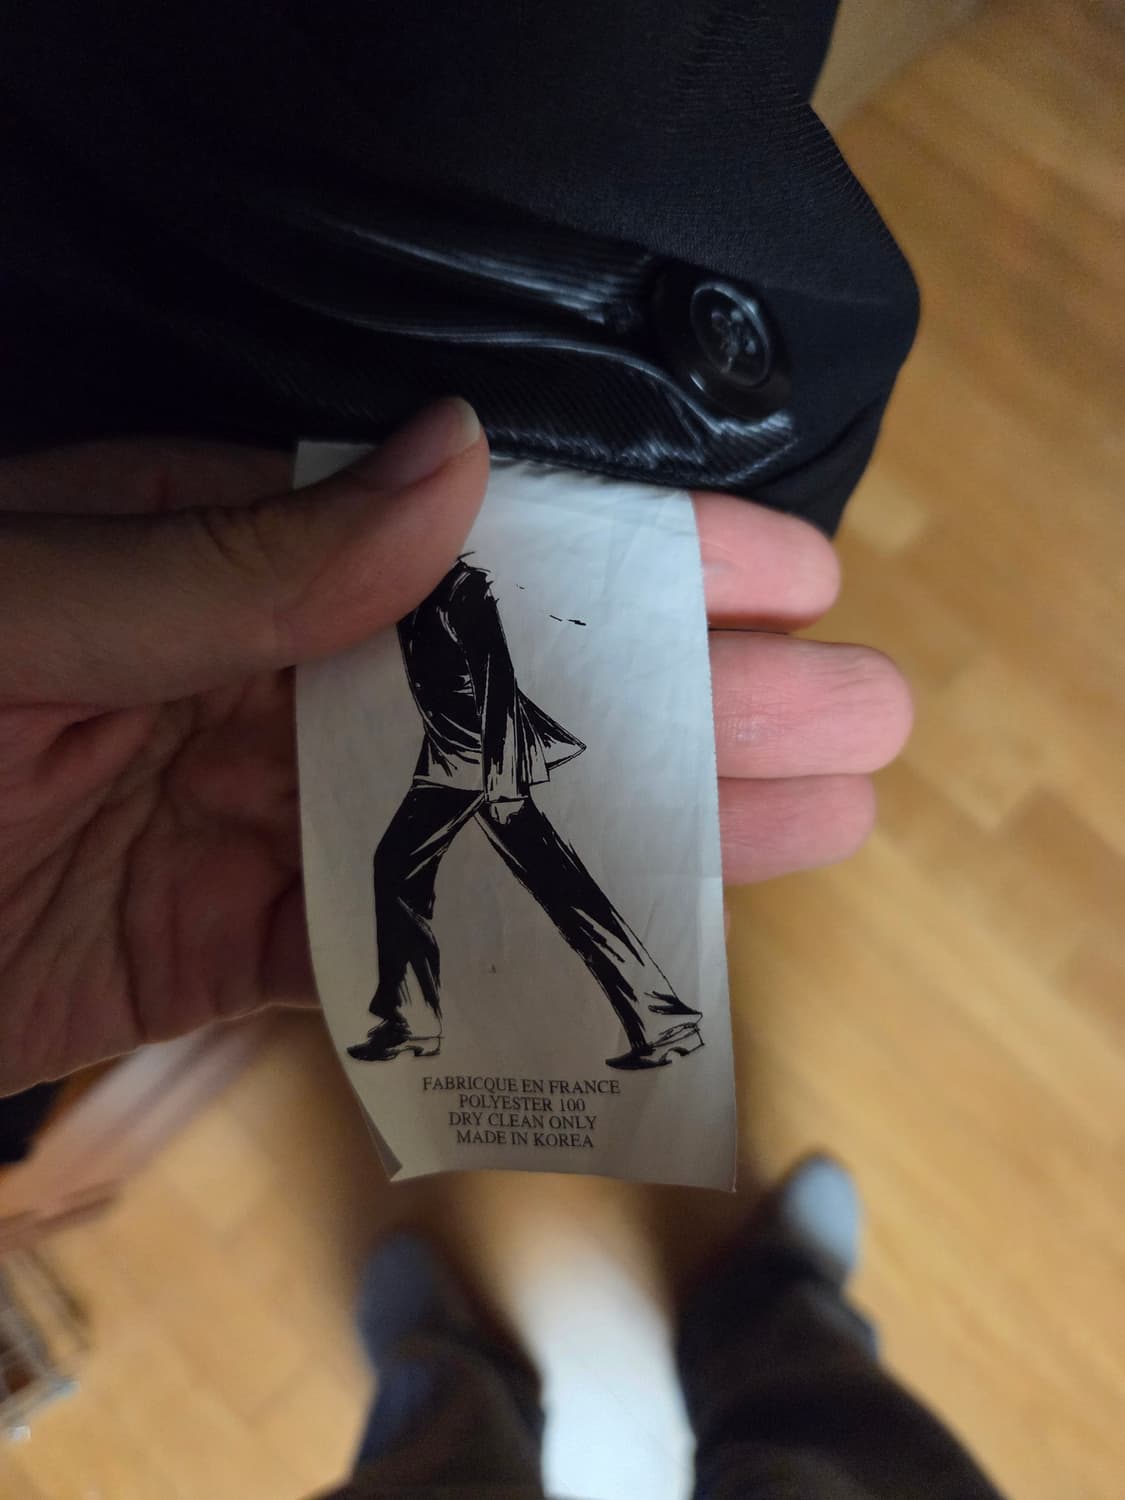 FABRICQUE EN FRANCE
POLYESTER 100
DRY CLEAN ONLY
MADE IN KOREA